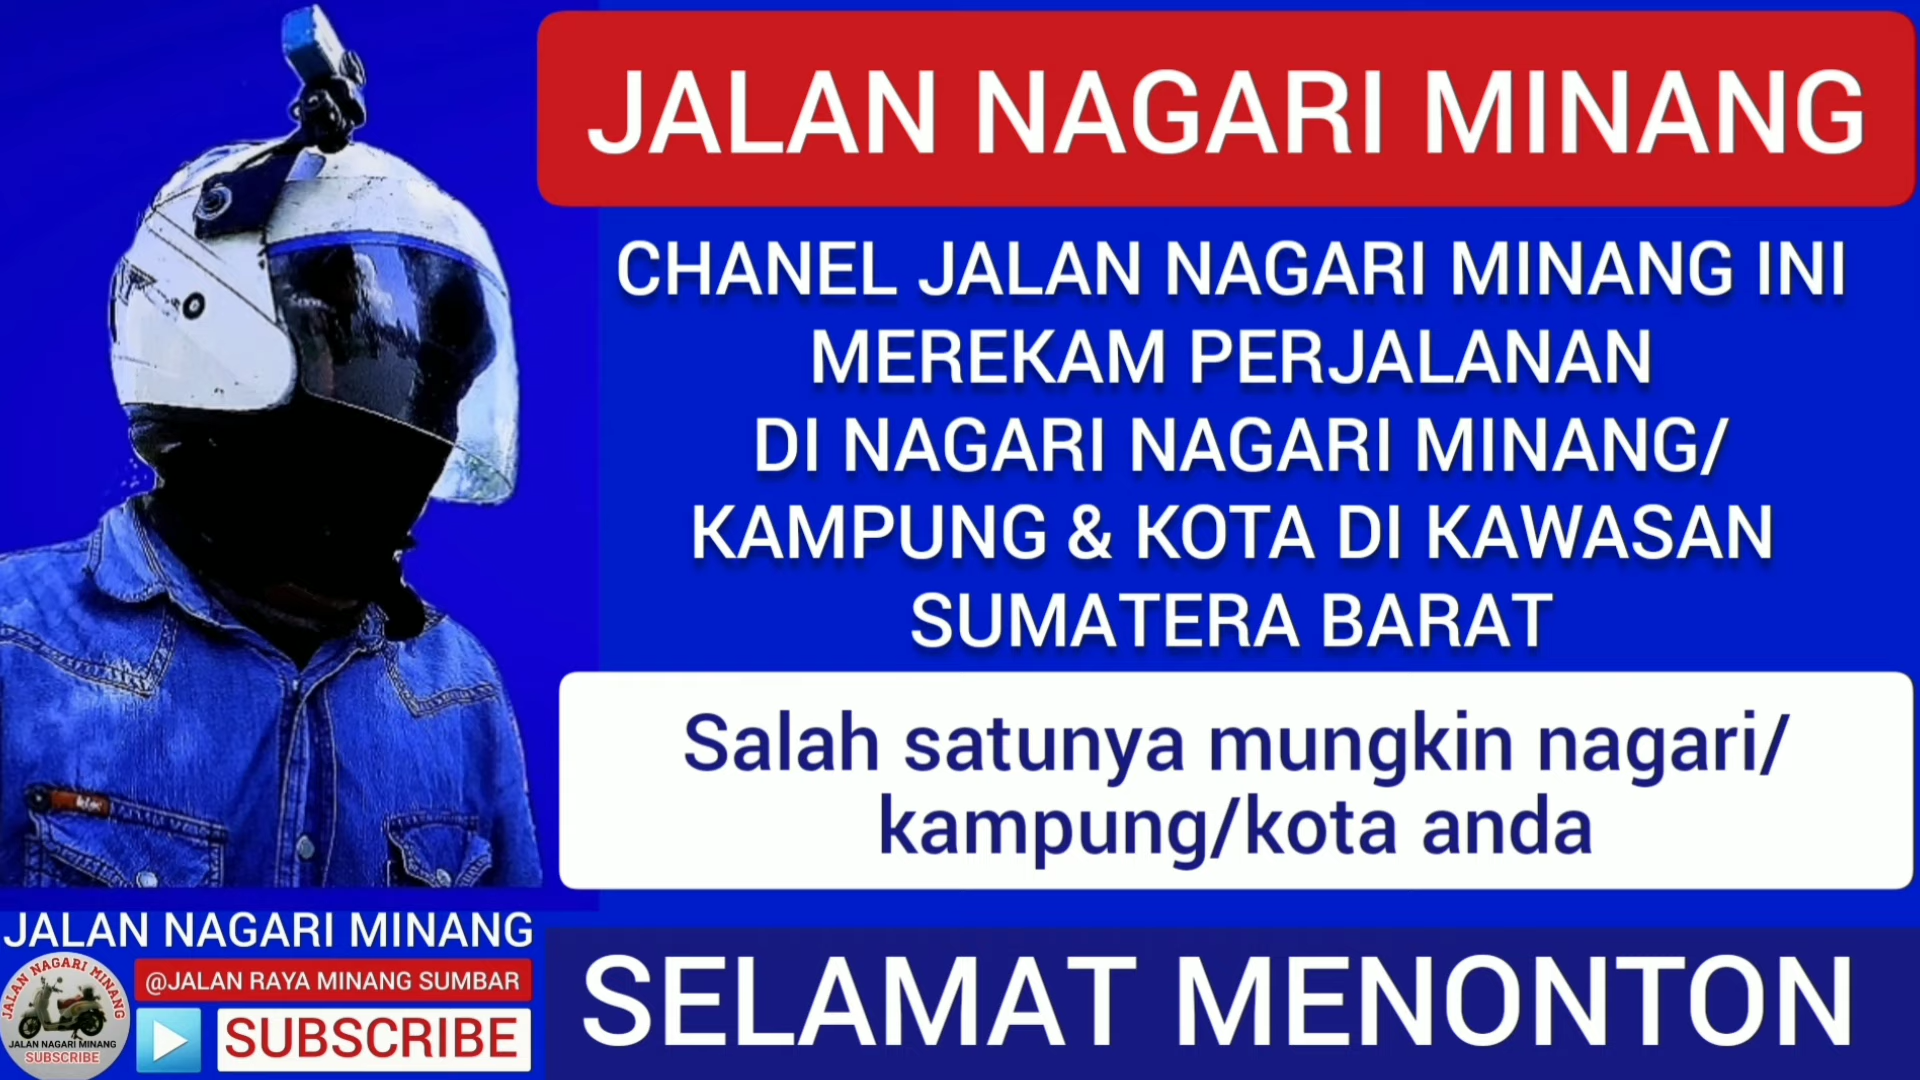 JALAN NAGARI MINANG
CHANEL JALAN NAGARI MINANG INI
MEREKAM PERJALANAN
DI NAGARI NAGARI MINANG/
KAMPUNG & KOTA DI KAWASAN
SUMATERA BARAT
Salah satunya mungkin nagari/
kampung/kota anda
JALAN NAGARI MINANG
@JALAN RAYA MINANG SUMBAR
SUBSCRIBE
JALAN NAGARI MINANG
JALAN NAGARI MINANG
SUBSCRIBE
SELAMAT MENONTON